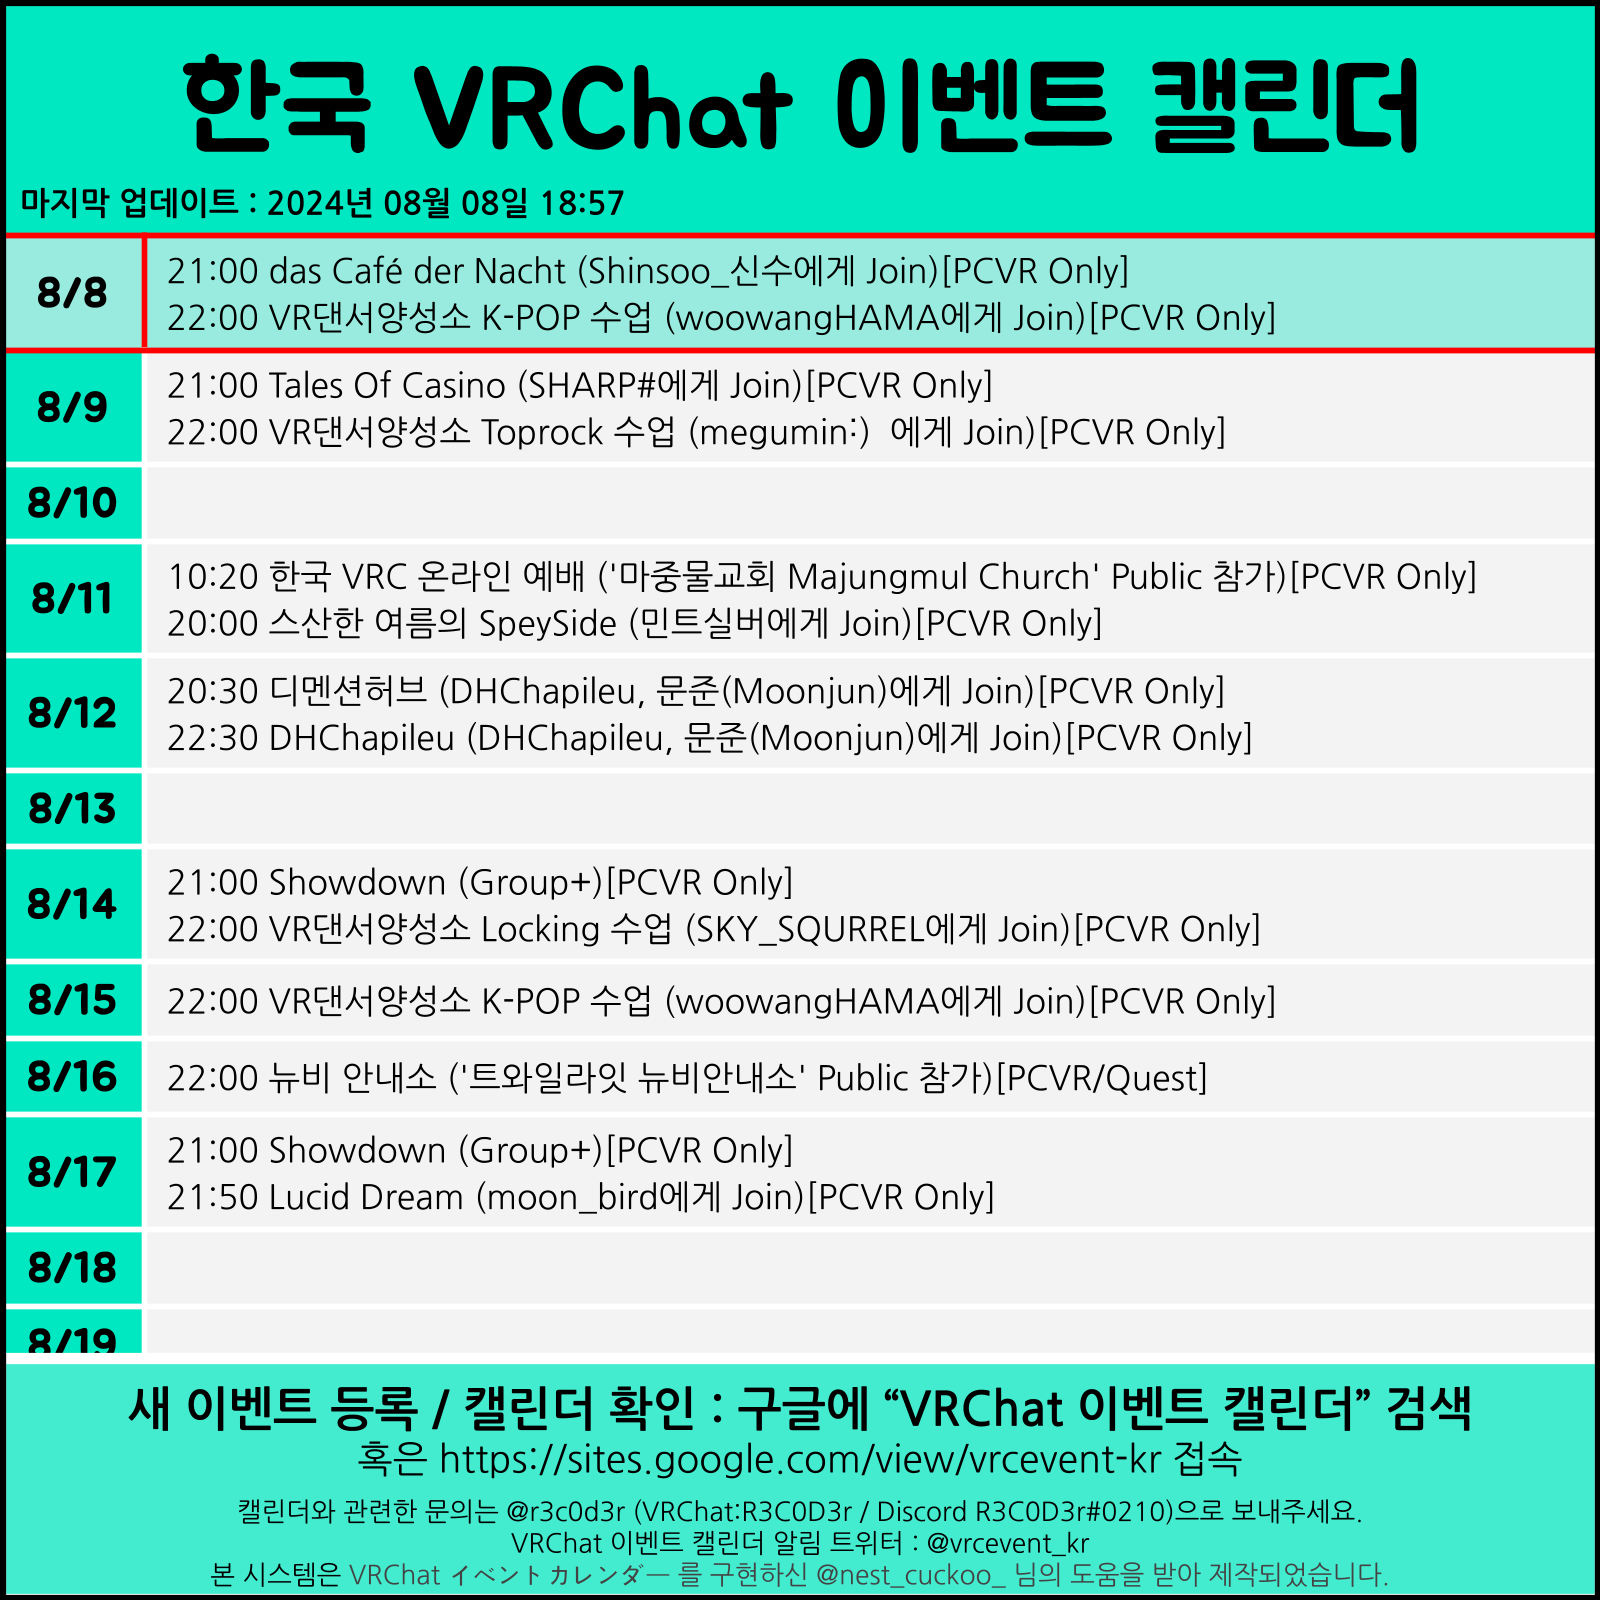 한국 VRChat 이벤트 캘린더
마지막 업데이트 : 2024년 08월 08일 18:57
8/8
21:00 das Café der Nacht (Shinsoo_신수에게 Join)[PCVR Only]
22:00 VR댄서양성소 K-POP 수업 (woowangHAMA에게 Join)[PCVR Only]
8/9
21:00 Tales Of Casino (SHARP#에게 Join)[PCVR Only]
22:00 VR댄서양성소 Toprock 수업 (megumin:)  에게 Join)[PCVR Only]
8/10
8/11
10:20 한국 VRC 온라인 예배 ('마중물교회 Majungmul Church' Public 참가)[PCVR Only]
20:00 스산한 여름의 SpeySide (민트실버에게 Join)[PCVR Only]
8/12
20:30 디멘션허브 (DHChapileu, 문준(Moonjun)에게 Join)[PCVR Only]
22:30 DHChapileu (DHChapileu, 문준(Moonjun)에게 Join)[PCVR Only]
8/13
8/14
21:00 Showdown (Group+)[PCVR Only]
22:00 VR댄서양성소 Locking 수업 (SKY_SQURREL에게 Join)[PCVR Only]
8/15
22:00 VR댄서양성소 K-POP 수업 (woowangHAMA에게 Join)[PCVR Only]
8/16
22:00 뉴비 안내소 ('트와일라잇 뉴비안내소' Public 참가)[PCVR/Quest]
8/17
21:00 Showdown (Group+)[PCVR Only]
21:50 Lucid Dream (moon_bird에게 Join)[PCVR Only]
8/18
8/19
새 이벤트 등록 / 캘린더 확인 : 구글에 “VRChat 이벤트 캘린더” 검색
혹은 https://sites.google.com/view/vrcevent-kr 접속
캘린더와 관련한 문의는 @r3c0d3r (VRChat:R3C0D3r / Discord R3C0D3r#0210)으로 보내주세요.
VRChat 이벤트 캘린더 알림 트위터 : @vrcevent_kr
본 시스템은 VRChat イベントカレンダー 를 구현하신 @nest_cuckoo_ 님의 도움을 받아 제작되었습니다.